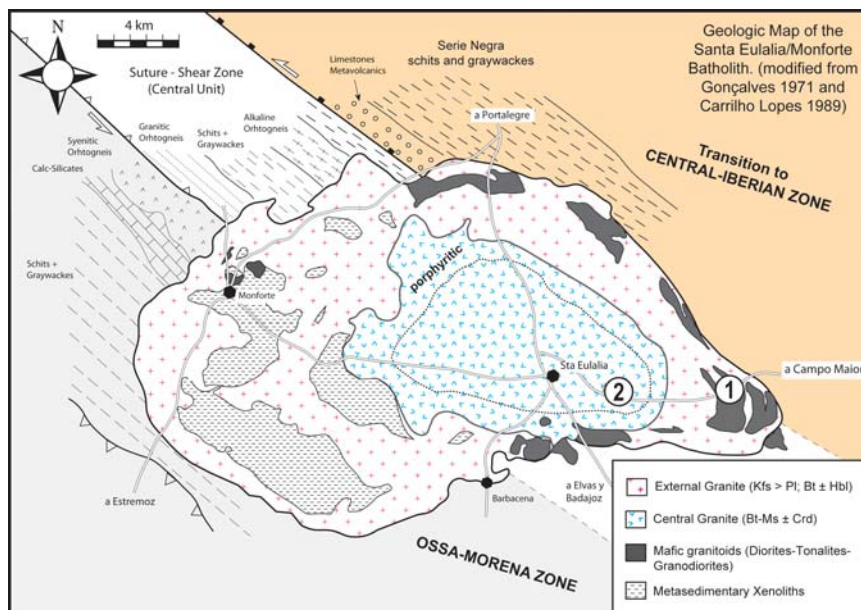 N
4 km
Geologic Map of the
Santa Eulalia/Monforte
Batholith. (modified from
Gonçalves 1971 and
Carrilho Lopes 1989)
Serie Negra
schits and graywackes
Limestones
Metavolcanics
Suture - Shear Zone
(Central Unit)
Alkaline
Orhtogneis
Schits +
Graywackes
Granitic
Orhtogneis
Syenitic
Orhtogneis
Calc-Silicates
a Portalegre
Transition to
CENTRAL-IBERIAN ZONE
Schits +
Graywackes
porphyritic
Monforte
Sta Eulalia
2
1
a Campo Maior
a Estremoz
Barbacena
a Elvas y
Badajoz
OSSA-MORENA ZONE
External Granite (Kfs > Pl; Bt ± Hbl)
Central Granite (Bt-Ms ± Crd)
Mafic granitoids (Diorites-Tonalites-
Granodiorites)
Metasedimentary Xenoliths